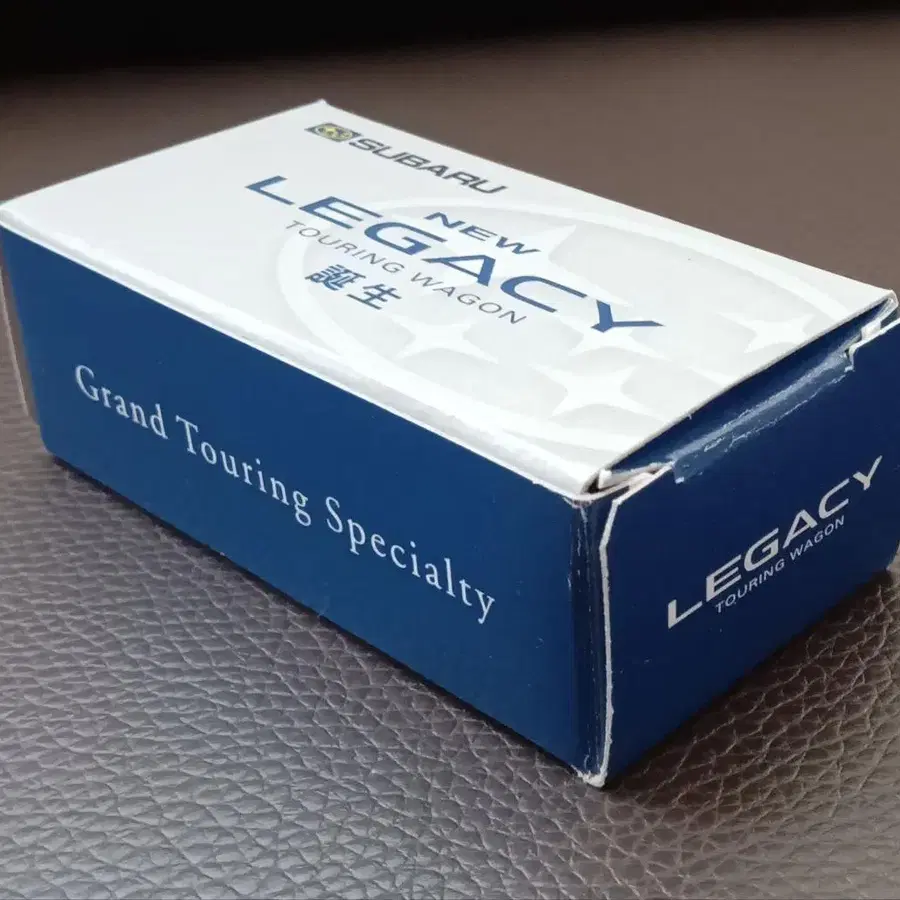 SUBARU
NEW
LEGACY
TOURING WAGON
誕生
Grand Touring Specialty
LEGACY
TOURING WAGON